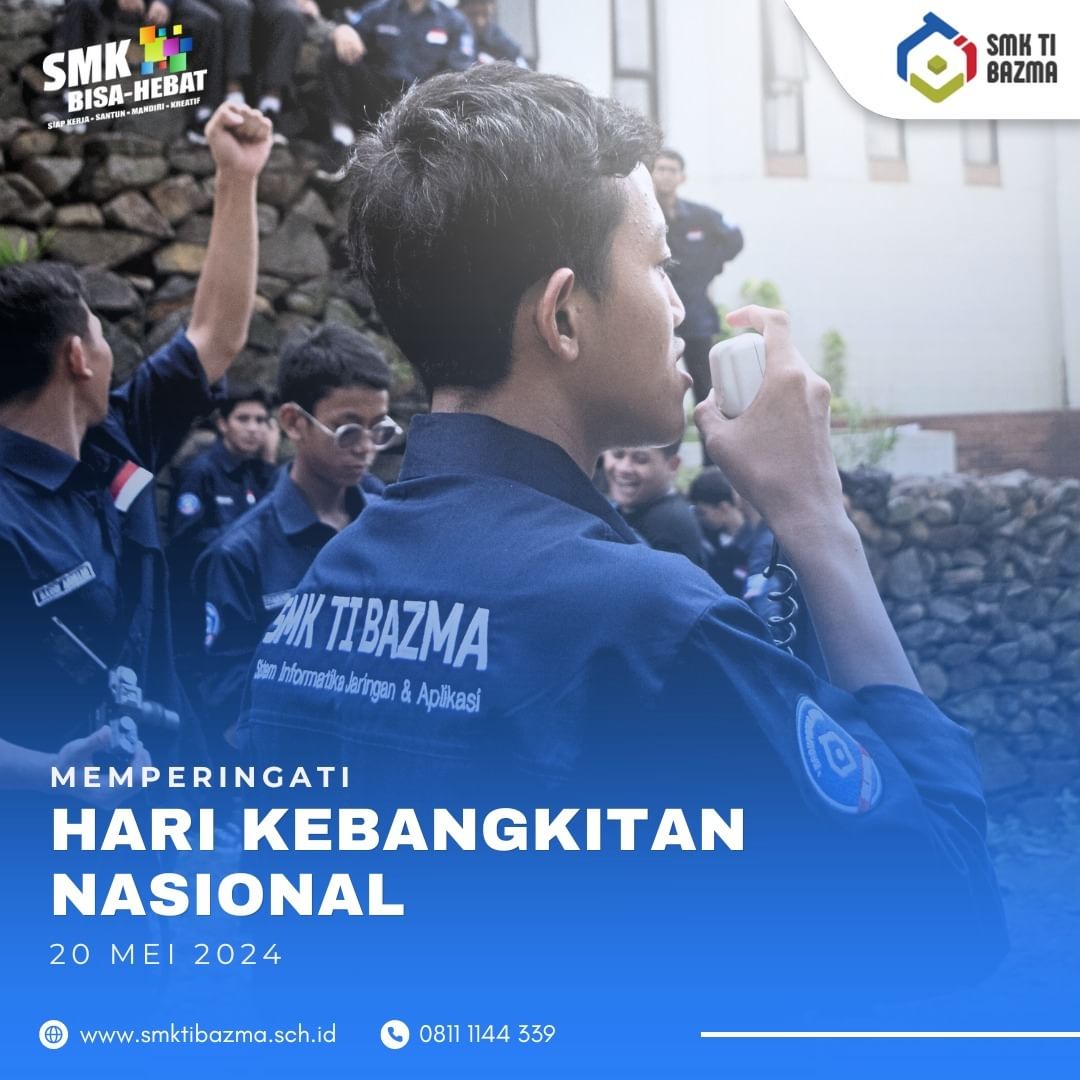 SMK
BISA-HEBAT
SIAP KERJA • SANTUN • MANDIRI • KREATIF
SMK TI
BAZMA
SMK TI BAZMA
Sistem Informatika Jaringan & Aplikasi
MEMPERINGATI
HARI KEBANGKITAN
NASIONAL
20 MEI 2024
www.smktibazma.sch.id
0811 1144 339